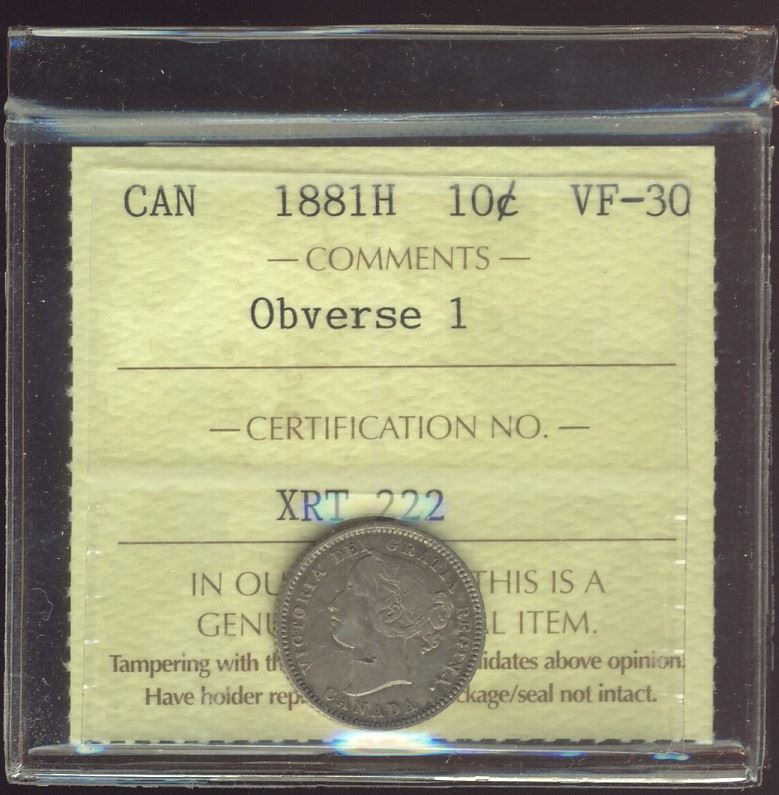 CAN 1881H 10¢ VF-30
— COMMENTS —
Obverse 1
— CERTIFICATION NO. —
XRT 222
IN OU THIS IS A
GENU L ITEM.
Tampering with th idates above opinion.
Have holder rep ckage/seal not intact.
VICTORIA DEI GRATIA REGINA.
CANADA